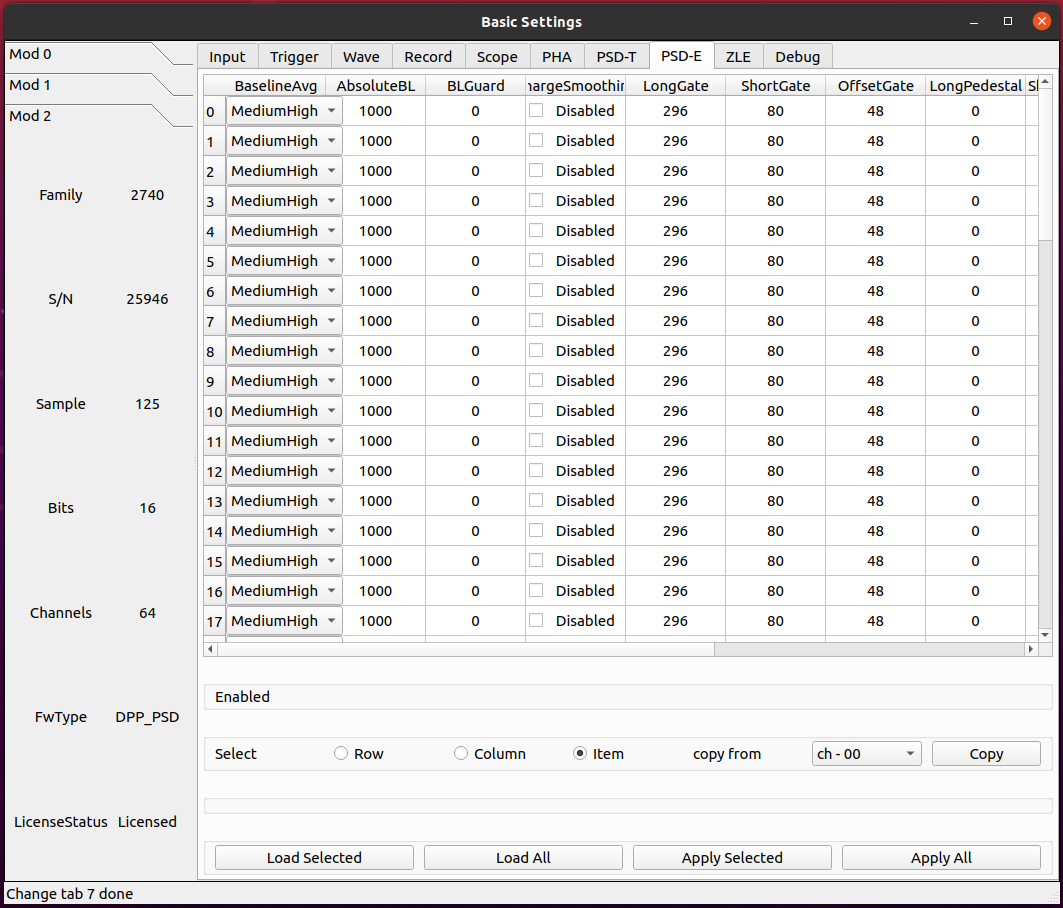 Basic Settings
Mod 0
Mod 1
Mod 2
Family 2740
S/N 25946
Sample 125
Bits 16
Channels 64
FwType DPP_PSD
LicenseStatus Licensed
Input Trigger Wave Record Scope PHA PSD-T PSD-E ZLE Debug
BaselineAvg AbsoluteBL BLGuard hargeSmoothin LongGate ShortGate OffsetGate LongPedestal
0 MediumHigh 1000 0 Disabled 296 80 48 0
1 MediumHigh 1000 0 Disabled 296 80 48 0
2 MediumHigh 1000 0 Disabled 296 80 48 0
3 MediumHigh 1000 0 Disabled 296 80 48 0
4 MediumHigh 1000 0 Disabled 296 80 48 0
5 MediumHigh 1000 0 Disabled 296 80 48 0
6 MediumHigh 1000 0 Disabled 296 80 48 0
7 MediumHigh 1000 0 Disabled 296 80 48 0
8 MediumHigh 1000 0 Disabled 296 80 48 0
9 MediumHigh 1000 0 Disabled 296 80 48 0
10 MediumHigh 1000 0 Disabled 296 80 48 0
11 MediumHigh 1000 0 Disabled 296 80 48 0
12 MediumHigh 1000 0 Disabled 296 80 48 0
13 MediumHigh 1000 0 Disabled 296 80 48 0
14 MediumHigh 1000 0 Disabled 296 80 48 0
15 MediumHigh 1000 0 Disabled 296 80 48 0
16 MediumHigh 1000 0 Disabled 296 80 48 0
17 MediumHigh 1000 0 Disabled 296 80 48 0
Enabled
Select Row Column Item copy from ch - 00 Copy
Load Selected Load All Apply Selected Apply All
Change tab 7 done